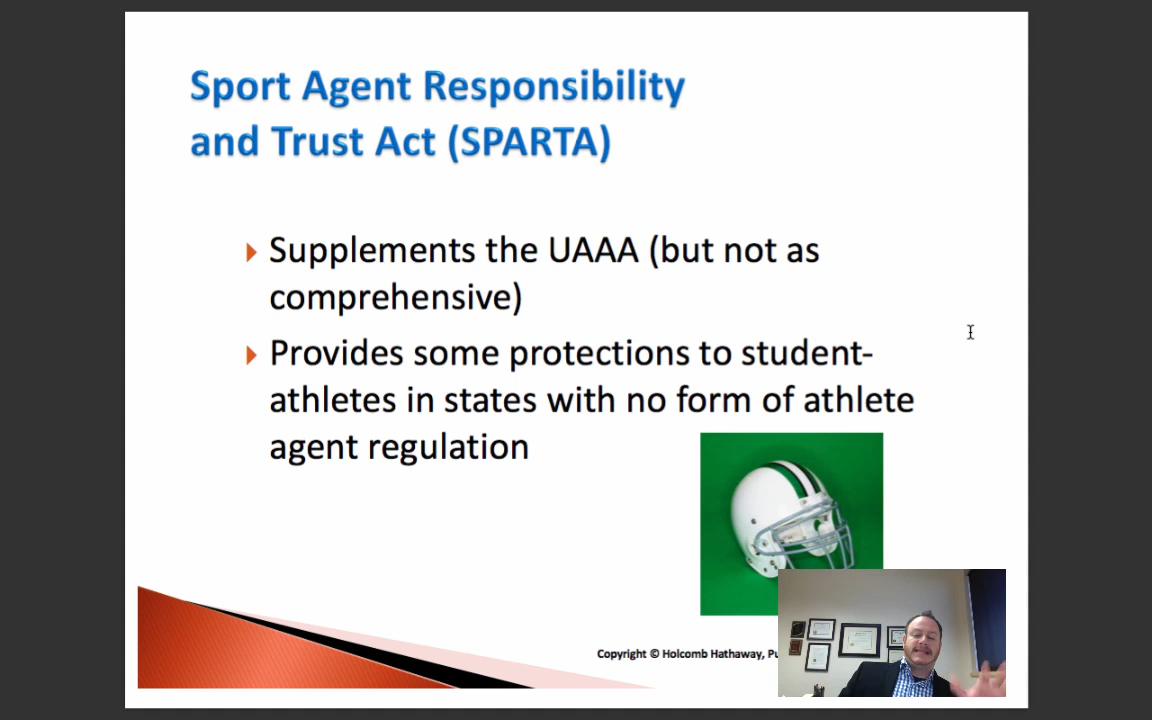 Sport Agent Responsibility
and Trust Act (SPARTA)
Supplements the UAAA (but not as
comprehensive)
Provides some protections to student-
athletes in states with no form of athlete
agent regulation
Copyright © Holcomb Hathaway,